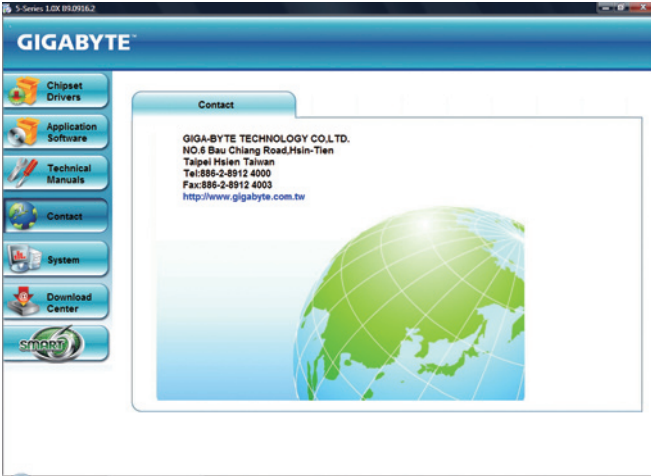 5-Series 1.0X B9.0916.2
GIGABYTE™
Chipset
Drivers
Application
Software
Technical
Manuals
Contact
System
Download
Center
SMART
Contact
GIGA-BYTE TECHNOLOGY CO,LTD.
NO.6 Bau Chiang Road,Hsin-Tien
Taipei Hsien Taiwan
Tel:886-2-8912 4000
Fax:886-2-8912 4003
http://www.gigabyte.com.tw